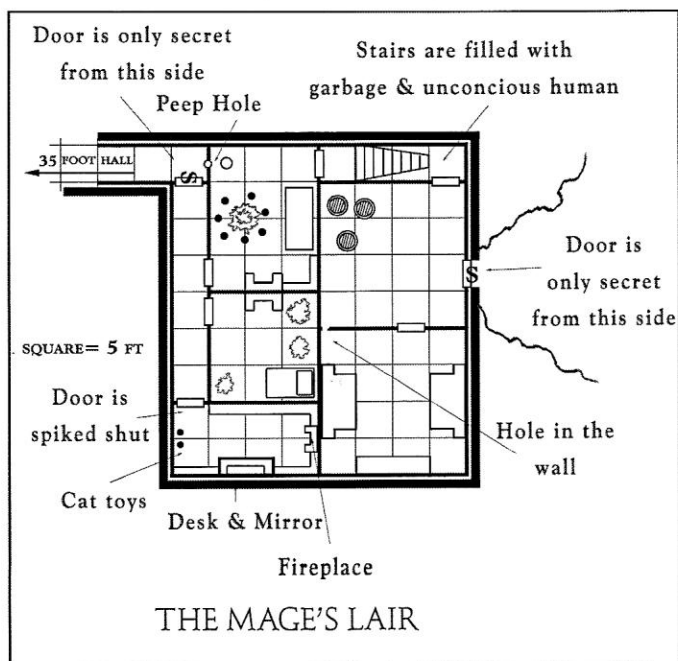 Door is only secret
from this side
Peep Hole
Stairs are filled with
garbage & unconcious human
35 FOOT HALL
S
S
Door is
only secret
from this side
SQUARE= 5 FT
Door is
spiked shut
Cat toys
Hole in the
wall
Desk & Mirror
Fireplace
THE MAGE'S LAIR